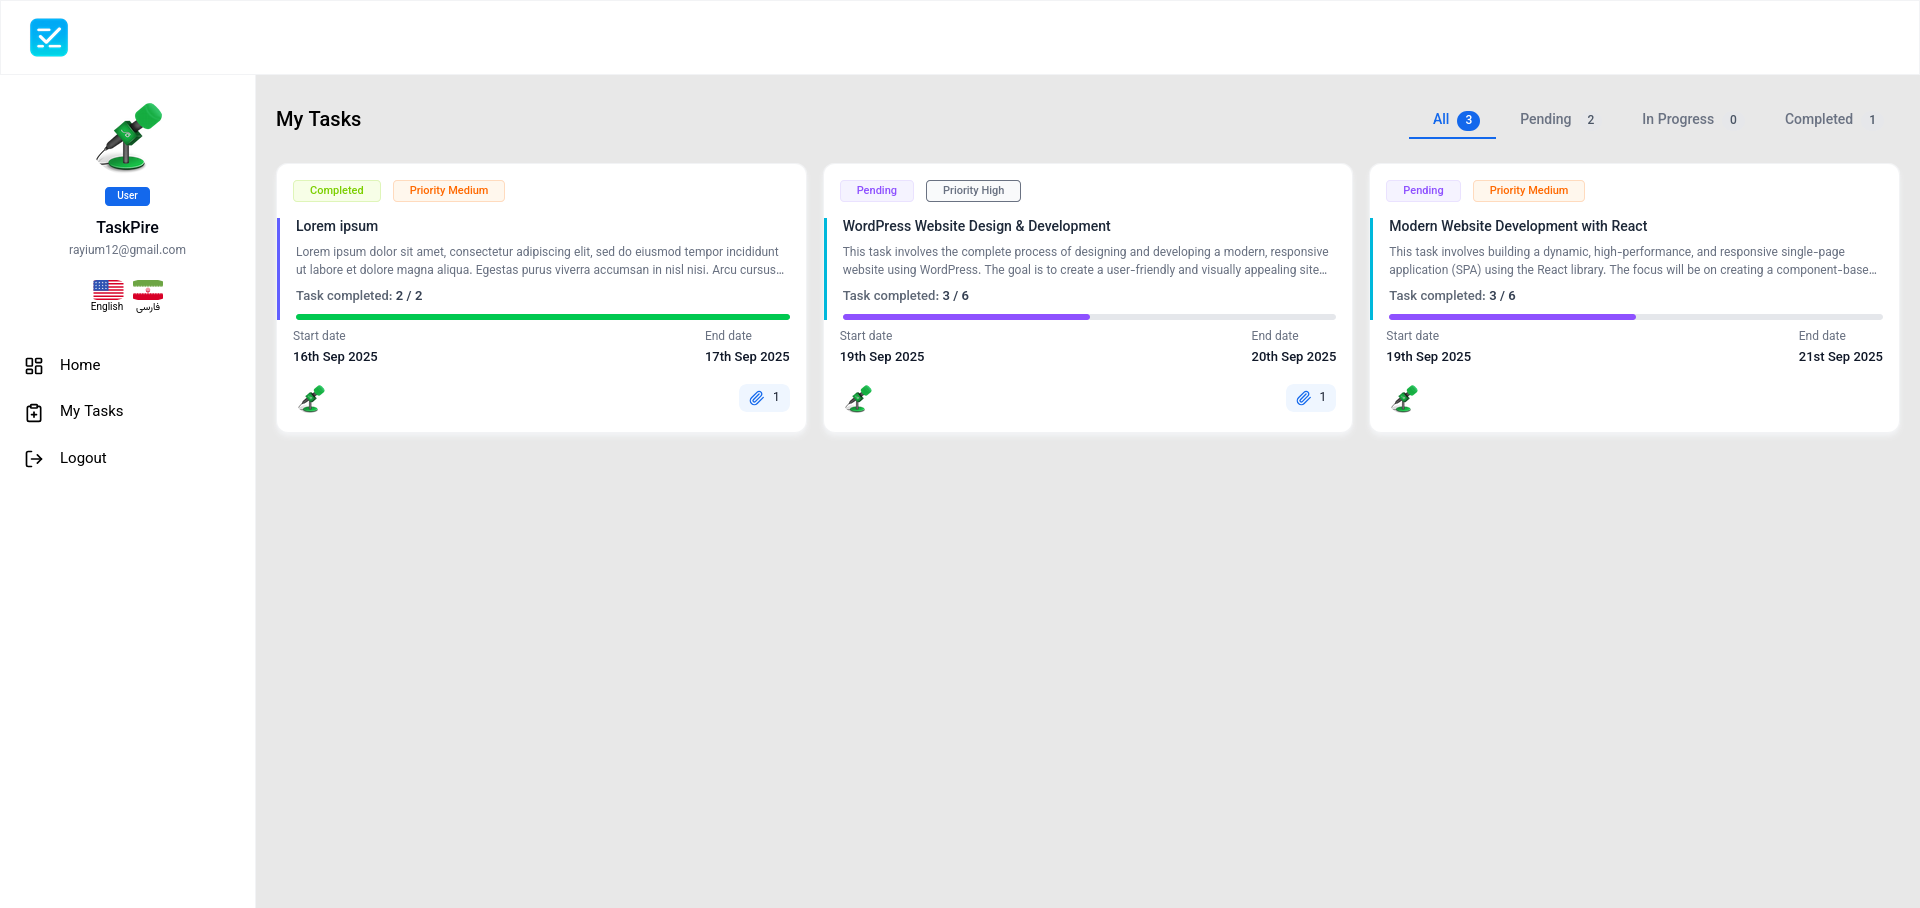 User
TaskPire
rayium12@gmail.com
English
فارسی
Home
My Tasks
Logout
My Tasks
All 3
Pending 2
In Progress 0
Completed 1
Completed
Priority Medium
Lorem ipsum
Lorem ipsum dolor sit amet, consectetur adipiscing elit, sed do eiusmod tempor incididunt
ut labore et dolore magna aliqua. Egestas purus viverra accumsan in nisl nisi. Arcu cursus...
Task completed: 2 / 2
Start date
End date
16th Sep 2025
17th Sep 2025
1
Pending
Priority High
WordPress Website Design & Development
This task involves the complete process of designing and developing a modern, responsive
website using WordPress. The goal is to create a user-friendly and visually appealing site...
Task completed: 3 / 6
Start date
End date
19th Sep 2025
20th Sep 2025
1
Pending
Priority Medium
Modern Website Development with React
This task involves building a dynamic, high-performance, and responsive single-page
application (SPA) using the React library. The focus will be on creating a component-base...
Task completed: 3 / 6
Start date
End date
19th Sep 2025
21st Sep 2025